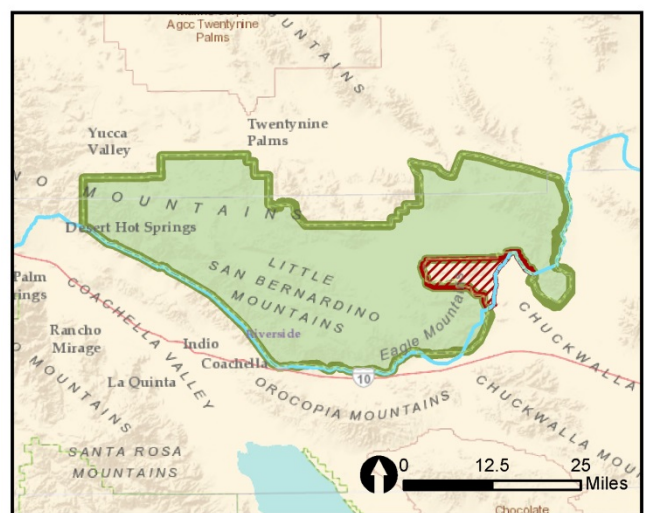 Agcc Twentynine
Palms
MOUNTAINS
Yucca
Valley
Twentynine
Palms
NO MOUNTAINS
Desert Hot Springs
LITTLE
SAN BERNARDINO
MOUNTAINS
Palm
ings
COACHELLA VALLEY
Rancho
Mirage
Indio
Riverside
Coachella
Eagle Mounta
CHUCKWALLA
10
La Quinta
O MOUNTAINS
OROCOPIA MOUNTAINS
CHUCKWALLA MOU
SANTA ROSA
MOUNTAINS
0 12.5 25
Miles
Chocolate